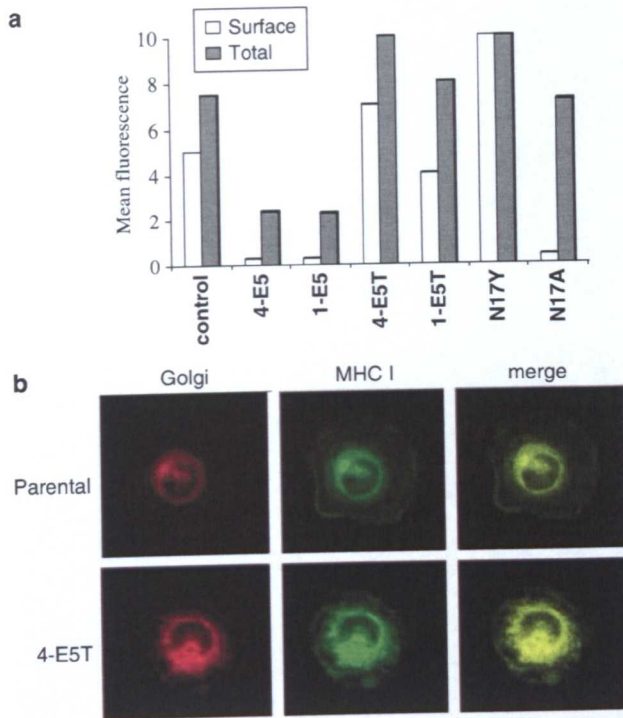 a
Surface
Total
10
8
6
4
2
0
Mean fluorescence
control
4-E5
1-E5
4-E5T
1-E5T
N17Y
N17A
b
Golgi
MHC I
merge
Parental
4-E5T